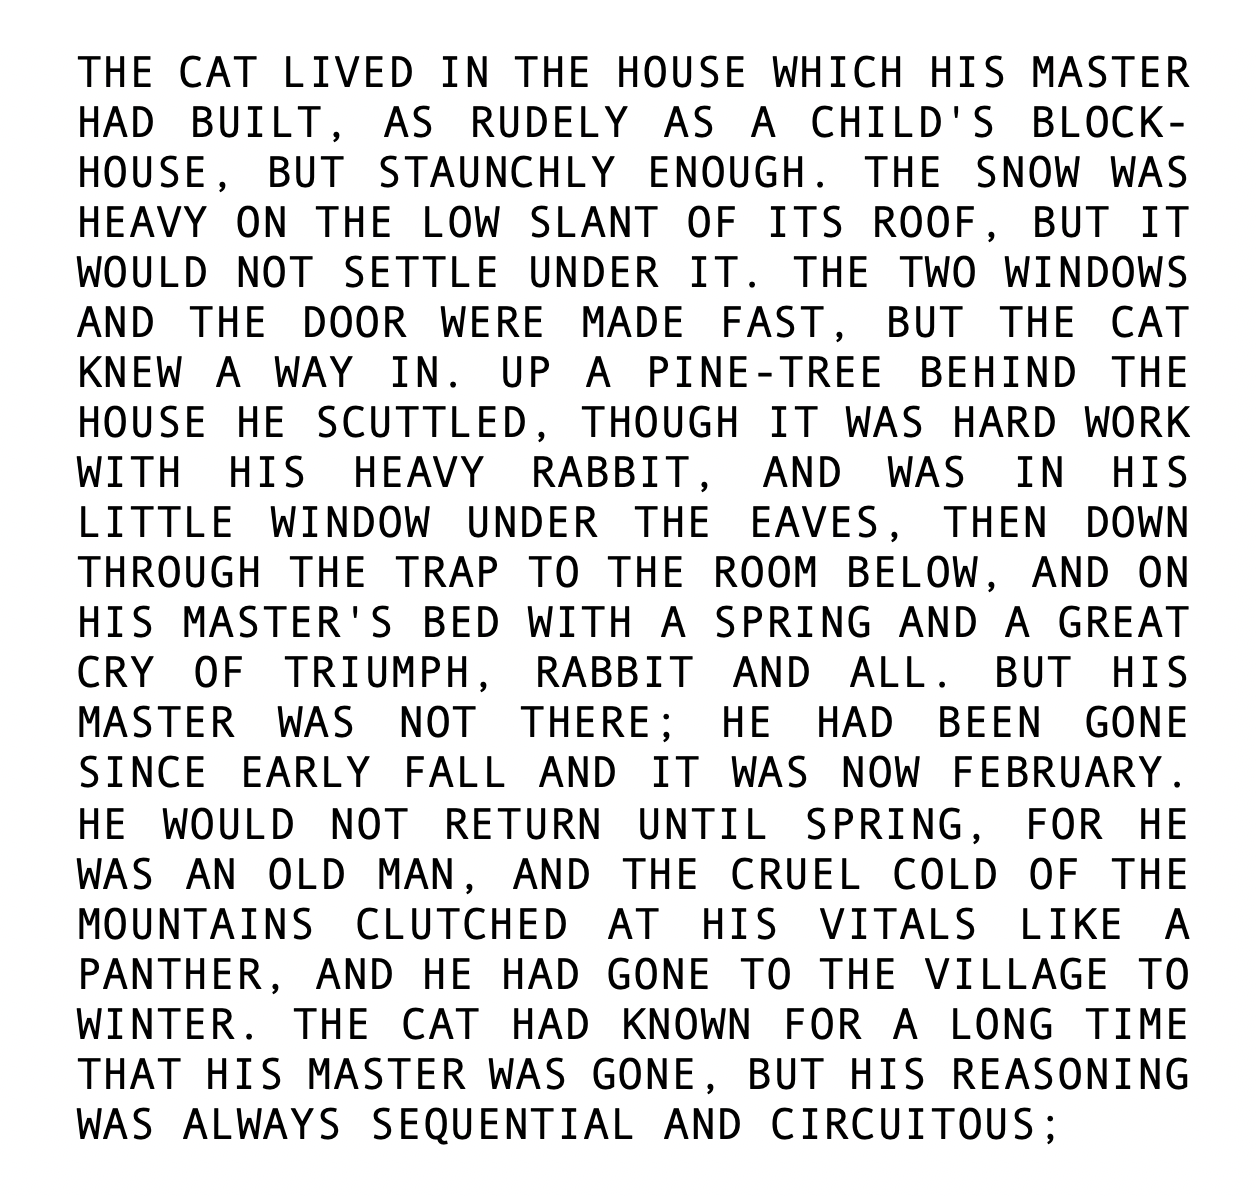 THE CAT LIVED IN THE HOUSE WHICH HIS MASTER
HAD BUILT, AS RUDELY AS A CHILD'S BLOCK-
HOUSE, BUT STAUNCHLY ENOUGH. THE SNOW WAS
HEAVY ON THE LOW SLANT OF ITS ROOF, BUT IT
WOULD NOT SETTLE UNDER IT. THE TWO WINDOWS
AND THE DOOR WERE MADE FAST, BUT THE CAT
KNEW A WAY IN. UP A PINE-TREE BEHIND THE
HOUSE HE SCUTTLED, THOUGH IT WAS HARD WORK
WITH HIS HEAVY RABBIT, AND WAS IN HIS
LITTLE WINDOW UNDER THE EAVES, THEN DOWN
THROUGH THE TRAP TO THE ROOM BELOW, AND ON
HIS MASTER'S BED WITH A SPRING AND A GREAT
CRY OF TRIUMPH, RABBIT AND ALL. BUT HIS
MASTER WAS NOT THERE; HE HAD BEEN GONE
SINCE EARLY FALL AND IT WAS NOW FEBRUARY.
HE WOULD NOT RETURN UNTIL SPRING, FOR HE
WAS AN OLD MAN, AND THE CRUEL COLD OF THE
MOUNTAINS CLUTCHED AT HIS VITALS LIKE A
PANTHER, AND HE HAD GONE TO THE VILLAGE TO
WINTER. THE CAT HAD KNOWN FOR A LONG TIME
THAT HIS MASTER WAS GONE, BUT HIS REASONING
WAS ALWAYS SEQUENTIAL AND CIRCUITOUS;